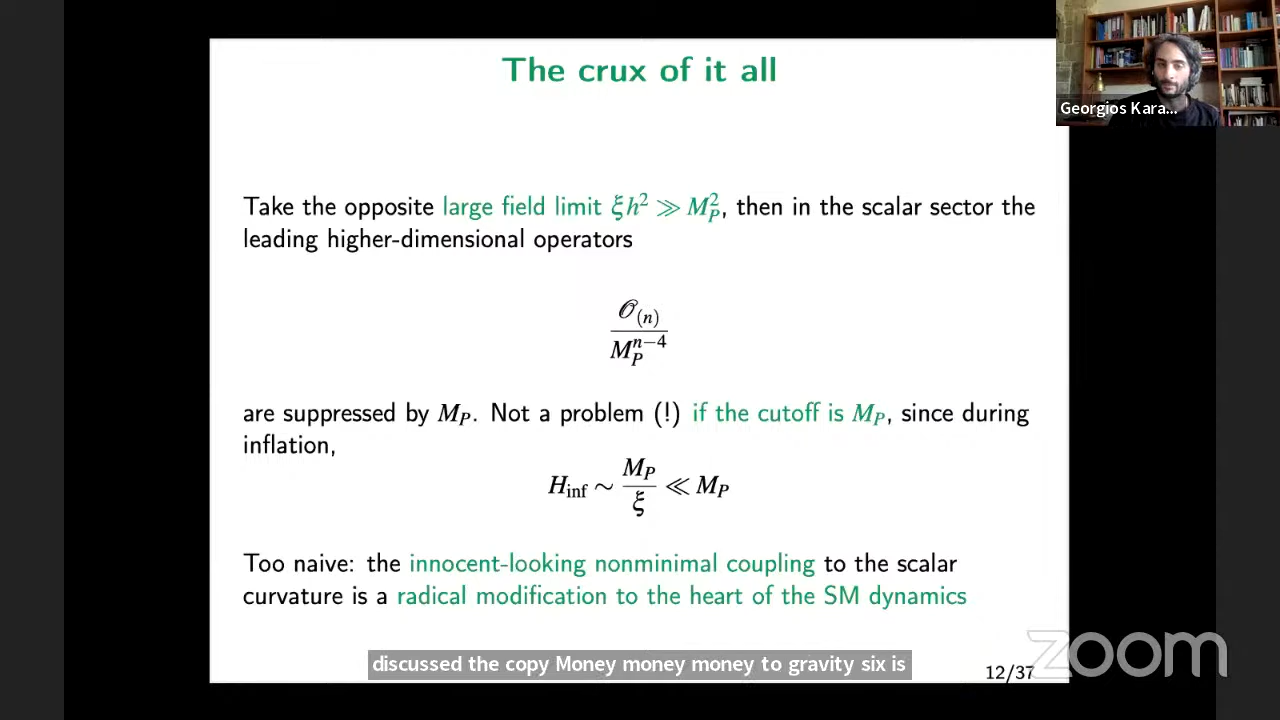 The crux of it all
Georgios Kara...
Take the opposite large field limit ξh² ≫ M_P², then in the scalar sector the
leading higher-dimensional operators
𝒪_(n)
M_P^{n−4}
are suppressed by M_P. Not a problem (!) if the cutoff is M_P, since during
inflation,
H_inf ∼ M_P/ξ ≪ M_P
Too naive: the innocent-looking nonminimal coupling to the scalar
curvature is a radical modification to the heart of the SM dynamics
discussed the copy Money money money to gravity six is
12/37
zoom